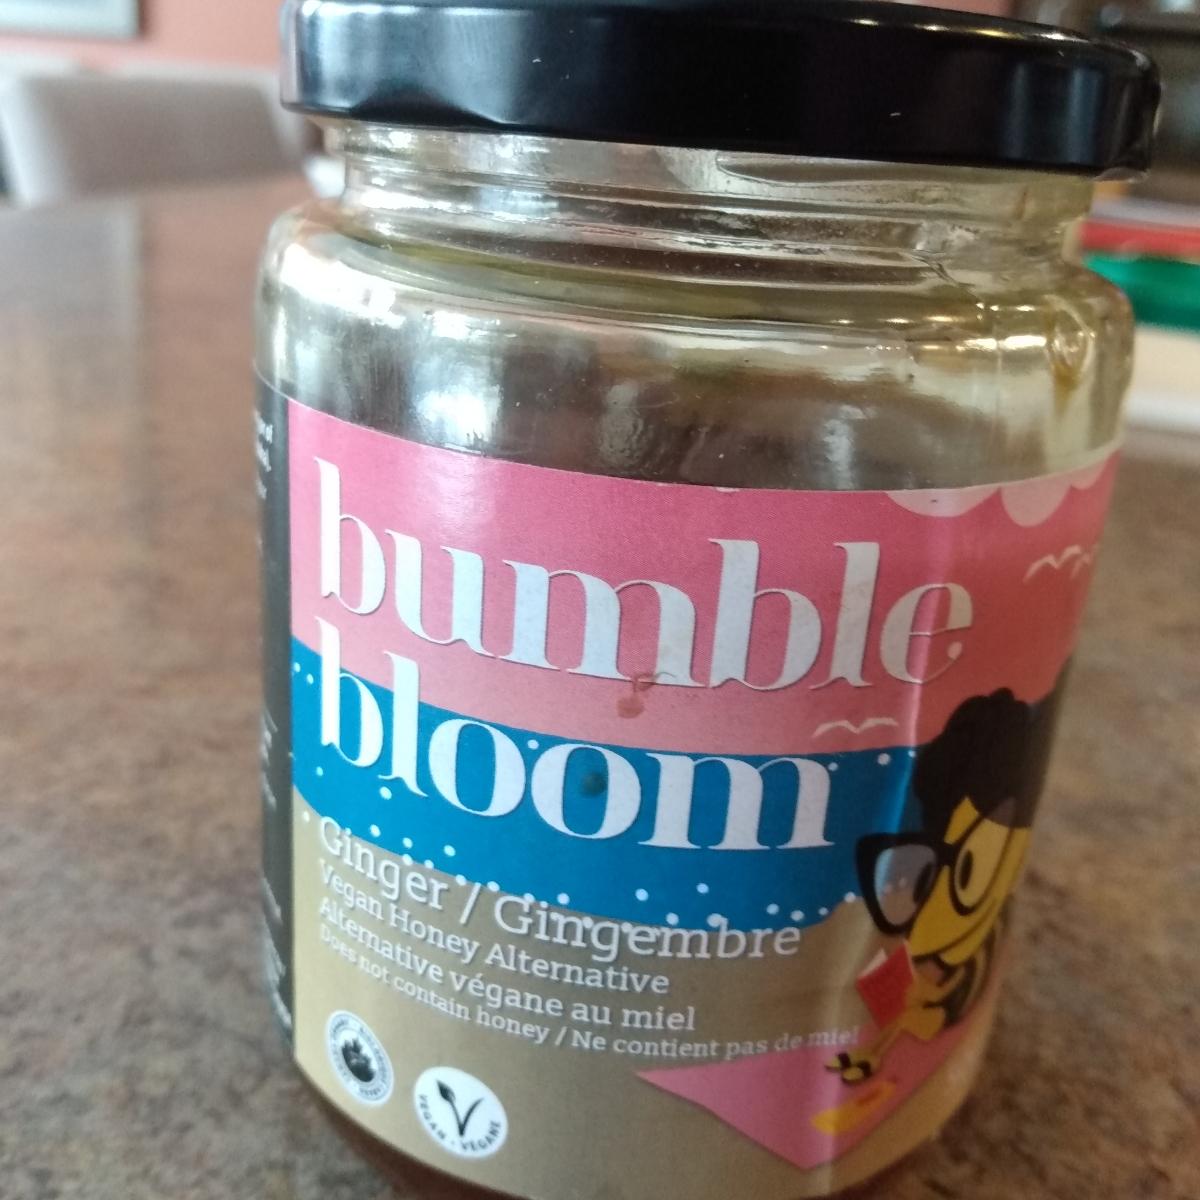 bumble
bloom
Ginger / Gingembre
Vegan Honey Alternative
Alternative végane au miel
Does not contain honey / Ne contient pas de miel
VEGAN · VEGANE